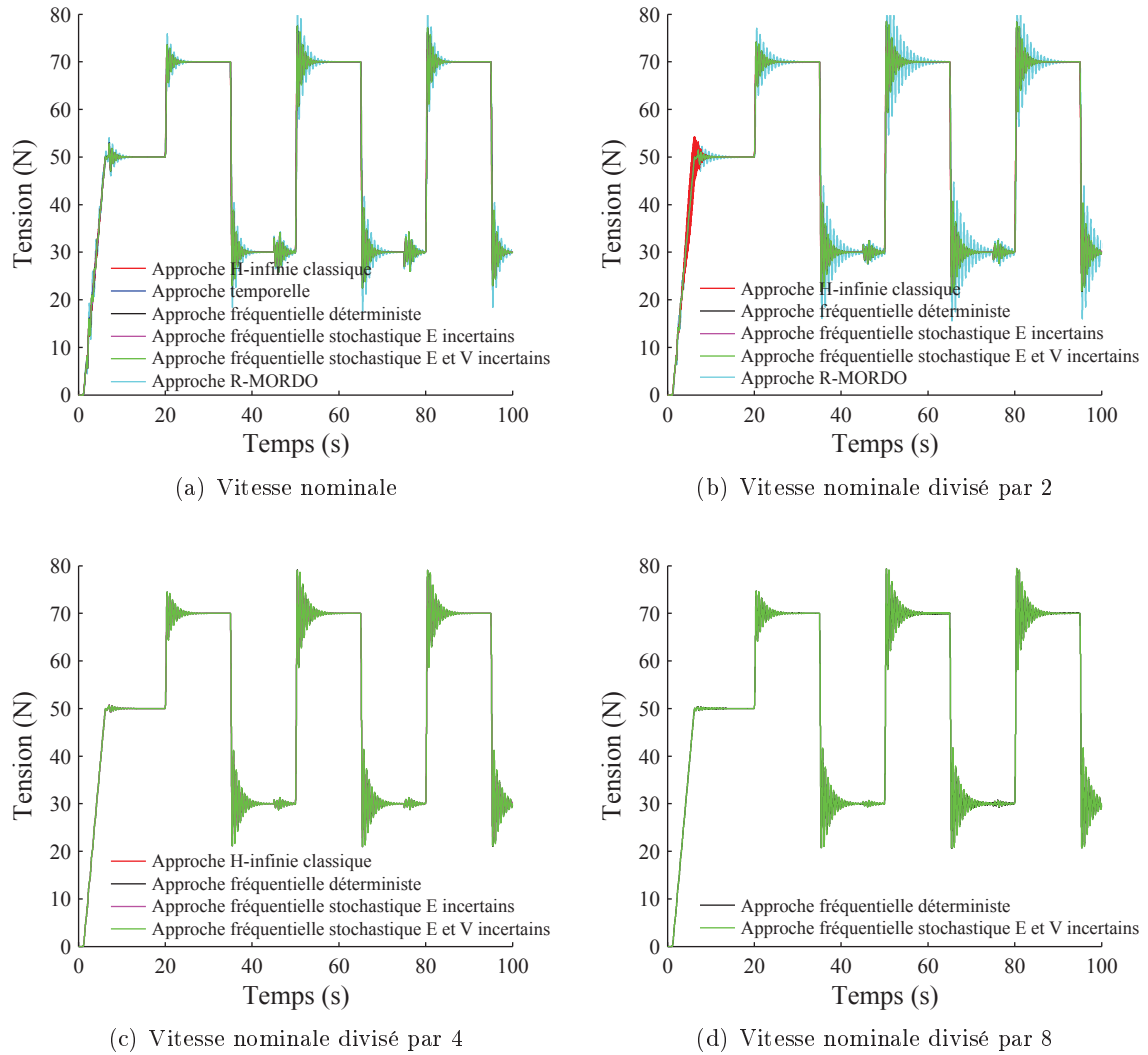 80
70
60
50
40
30
20
10
0
Tension (N)
Approche H-infinie classique
Approche temporelle
Approche fréquentielle déterministe
Approche fréquentielle stochastique E incertains
Approche fréquentielle stochastique E et V incertains
Approche R-MORDO
0 20 40 60 80 100
Temps (s)
(a) Vitesse nominale
80
70
60
50
40
30
20
10
0
Tension (N)
Approche H-infinie classique
Approche fréquentielle déterministe
Approche fréquentielle stochastique E incertains
Approche fréquentielle stochastique E et V incertains
Approche R-MORDO
0 20 40 60 80 100
Temps (s)
(b) Vitesse nominale divisé par 2
80
70
60
50
40
30
20
10
0
Tension (N)
Approche H-infinie classique
Approche fréquentielle déterministe
Approche fréquentielle stochastique E incertains
Approche fréquentielle stochastique E et V incertains
0 20 40 60 80 100
Temps (s)
(c) Vitesse nominale divisé par 4
80
70
60
50
40
30
20
10
0
Tension (N)
Approche fréquentielle déterministe
Approche fréquentielle stochastique E et V incertains
0 20 40 60 80 100
Temps (s)
(d) Vitesse nominale divisé par 8